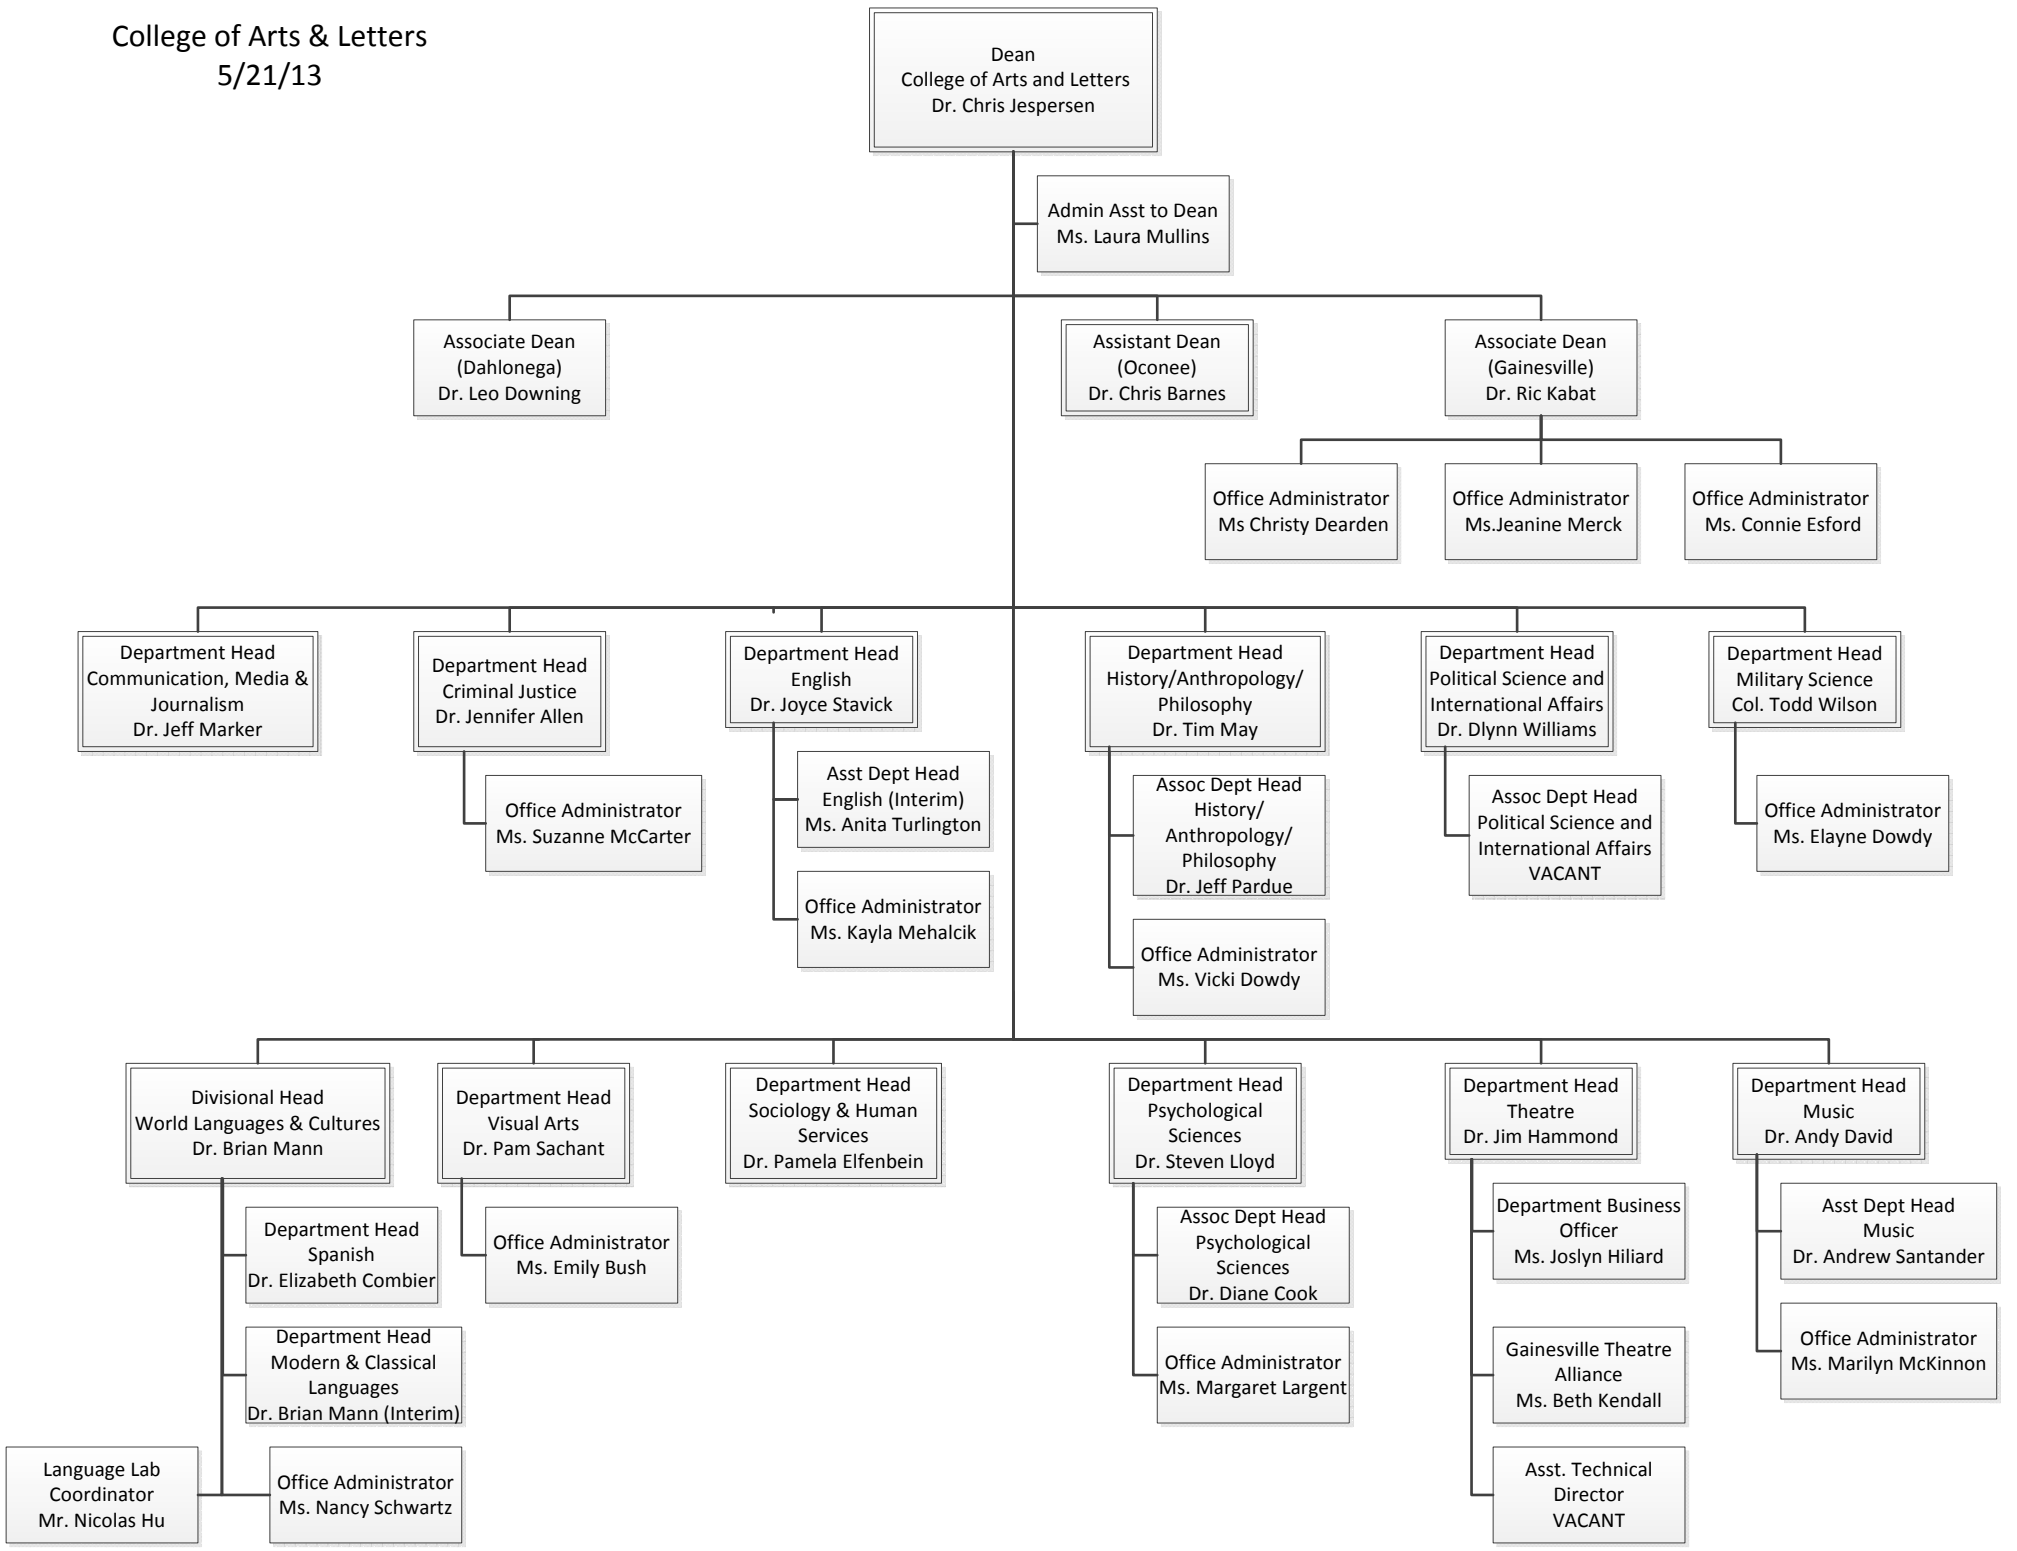 College of Arts & Letters
5/21/13
Dean
College of Arts and Letters
Dr. Chris Jespersen
Admin Asst to Dean
Ms. Laura Mullins
Associate Dean
(Dahlonega)
Dr. Leo Downing
Assistant Dean
(Oconee)
Dr. Chris Barnes
Associate Dean
(Gainesville)
Dr. Ric Kabat
Office Administrator
Ms Christy Dearden
Office Administrator
Ms.Jeanine Merck
Office Administrator
Ms. Connie Esford
Department Head
Communication, Media &
Journalism
Dr. Jeff Marker
Department Head
Criminal Justice
Dr. Jennifer Allen
Department Head
English
Dr. Joyce Stavick
Department Head
History/Anthropology/
Philosophy
Dr. Tim May
Department Head
Political Science and
International Affairs
Dr. Dlynn Williams
Department Head
Military Science
Col. Todd Wilson
Office Administrator
Ms. Suzanne McCarter
Asst Dept Head
English (Interim)
Ms. Anita Turlington
Office Administrator
Ms. Kayla Mehalcik
Assoc Dept Head
History/
Anthropology/
Philosophy
Dr. Jeff Pardue
Office Administrator
Ms. Vicki Dowdy
Assoc Dept Head
Political Science and
International Affairs
VACANT
Office Administrator
Ms. Elayne Dowdy
Divisional Head
World Languages & Cultures
Dr. Brian Mann
Department Head
Visual Arts
Dr. Pam Sachant
Department Head
Sociology & Human
Services
Dr. Pamela Elfenbein
Department Head
Psychological
Sciences
Dr. Steven Lloyd
Department Head
Theatre
Dr. Jim Hammond
Department Head
Music
Dr. Andy David
Department Head
Spanish
Dr. Elizabeth Combier
Department Head
Modern & Classical
Languages
Dr. Brian Mann (Interim)
Language Lab
Coordinator
Mr. Nicolas Hu
Office Administrator
Ms. Nancy Schwartz
Office Administrator
Ms. Emily Bush
Assoc Dept Head
Psychological
Sciences
Dr. Diane Cook
Office Administrator
Ms. Margaret Largent
Department Business
Officer
Ms. Joslyn Hiliard
Gainesville Theatre
Alliance
Ms. Beth Kendall
Asst. Technical
Director
VACANT
Asst Dept Head
Music
Dr. Andrew Santander
Office Administrator
Ms. Marilyn McKinnon